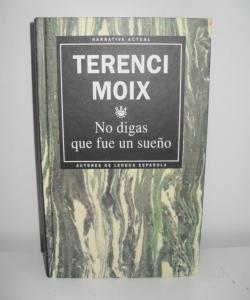 NARRATIVA ACTUAL
TERENCI
MOIX
No digas
que fue un sueño
AUTORES DE LENGUA ESPAÑOLA